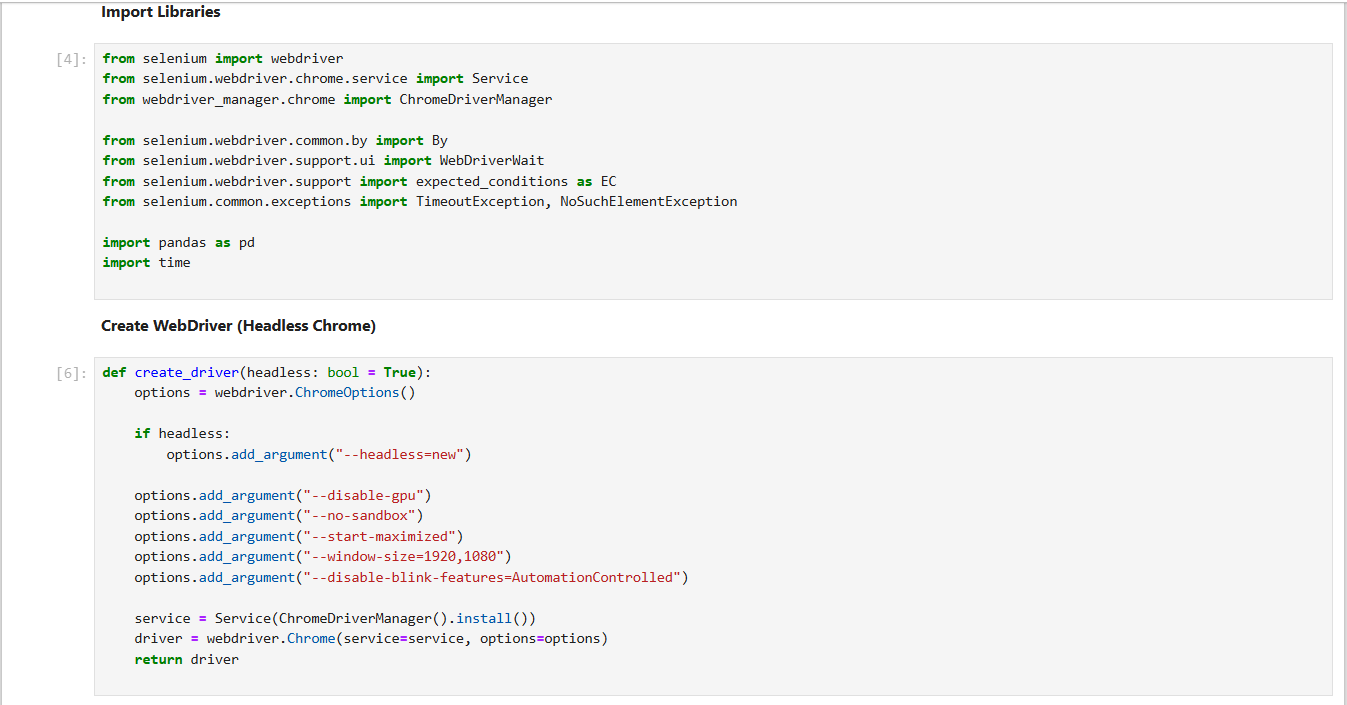 Import Libraries
[4]:
from selenium import webdriver
from selenium.webdriver.chrome.service import Service
from webdriver_manager.chrome import ChromeDriverManager
from selenium.webdriver.common.by import By
from selenium.webdriver.support.ui import WebDriverWait
from selenium.webdriver.support import expected_conditions as EC
from selenium.common.exceptions import TimeoutException, NoSuchElementException
import pandas as pd
import time
Create WebDriver (Headless Chrome)
[6]:
def create_driver(headless: bool = True):
    options = webdriver.ChromeOptions()
    if headless:
        options.add_argument("--headless=new")
    options.add_argument("--disable-gpu")
    options.add_argument("--no-sandbox")
    options.add_argument("--start-maximized")
    options.add_argument("--window-size=1920,1080")
    options.add_argument("--disable-blink-features=AutomationControlled")
    service = Service(ChromeDriverManager().install())
    driver = webdriver.Chrome(service=service, options=options)
    return driver